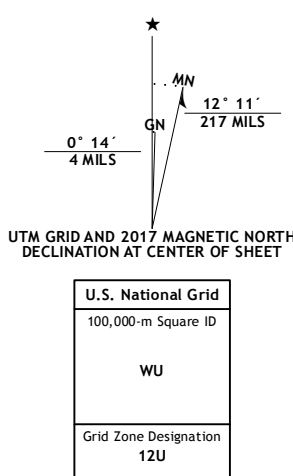 ★
MN
GN
12° 11´
217 MILS
0° 14´
4 MILS
UTM GRID AND 2017 MAGNETIC NORTH
DECLINATION AT CENTER OF SHEET
U.S. National Grid
100,000-m Square ID
WU
Grid Zone Designation
12U